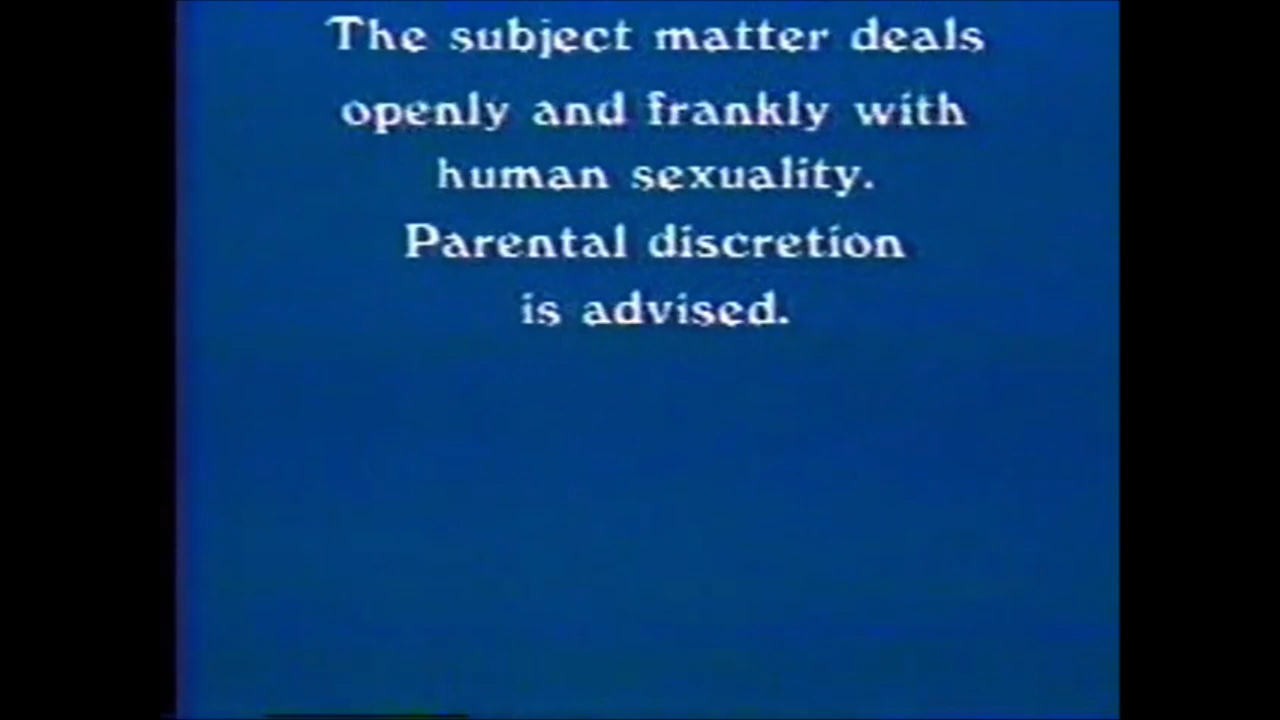 The subject matter deals
openly and frankly with
human sexuality.
Parental discretion
is advised.